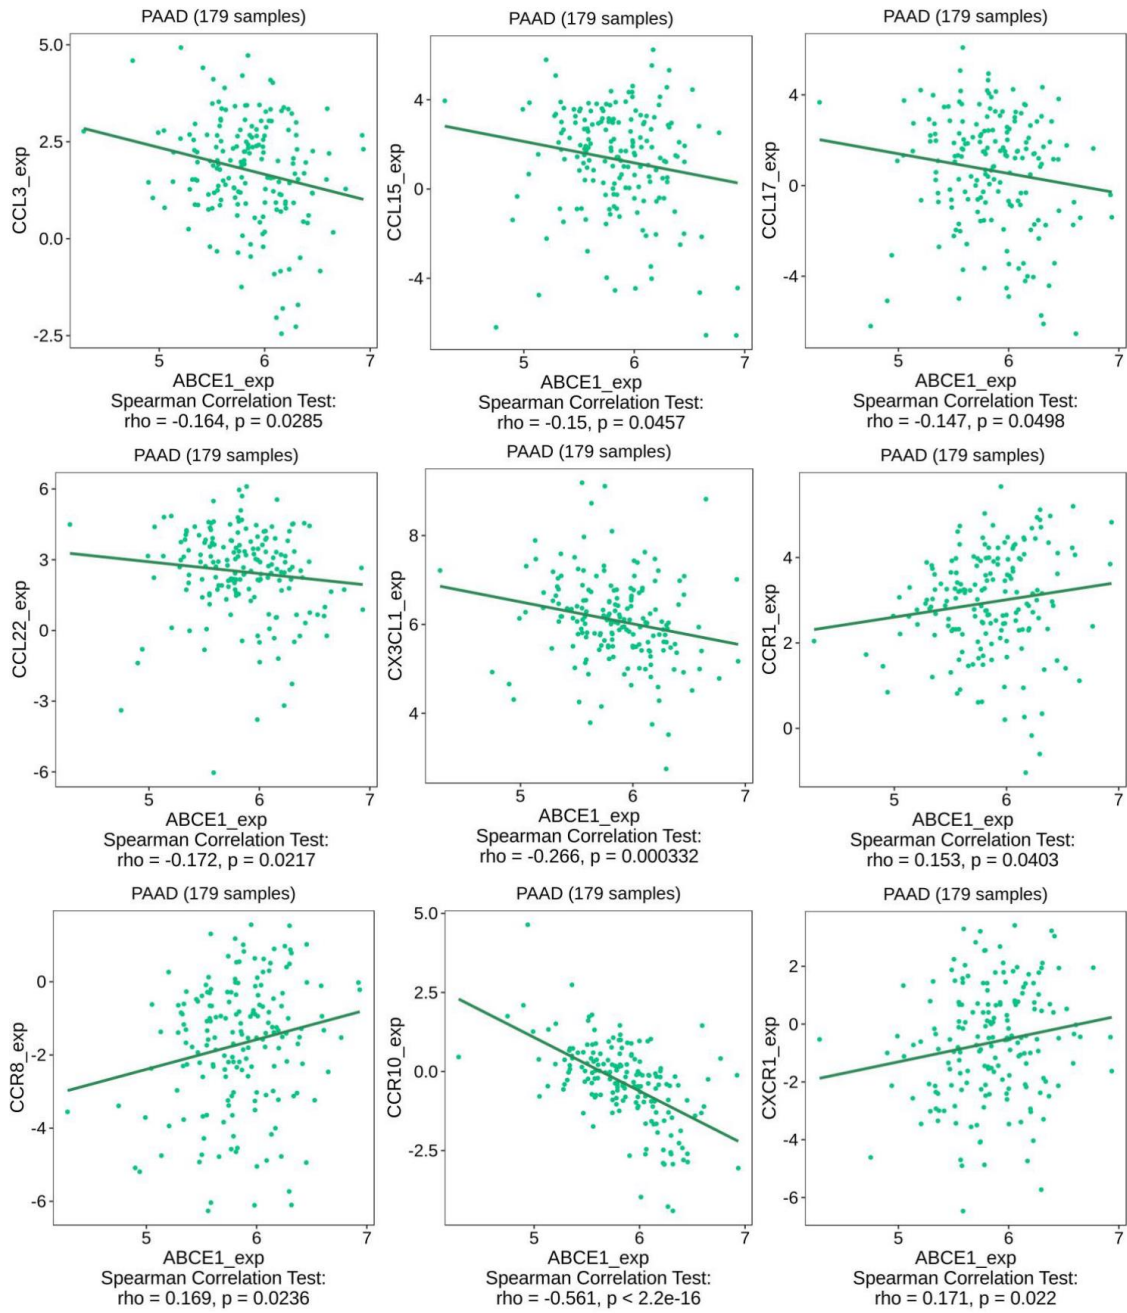 PAAD (179 samples)
CCL3_exp
5.0
2.5
0.0
-2.5
5 6 7
ABCE1_exp
Spearman Correlation Test:
rho = -0.164, p = 0.0285
PAAD (179 samples)
CCL15_exp
4
0
-4
5 6 7
ABCE1_exp
Spearman Correlation Test:
rho = -0.15, p = 0.0457
PAAD (179 samples)
CCL17_exp
4
0
-4
5 6 7
ABCE1_exp
Spearman Correlation Test:
rho = -0.147, p = 0.0498
PAAD (179 samples)
CCL22_exp
6
3
0
-3
-6
5 6 7
ABCE1_exp
Spearman Correlation Test:
rho = -0.172, p = 0.0217
PAAD (179 samples)
CX3CL1_exp
8
6
4
5 6 7
ABCE1_exp
Spearman Correlation Test:
rho = -0.266, p = 0.000332
PAAD (179 samples)
CCR1_exp
4
2
0
5 6 7
ABCE1_exp
Spearman Correlation Test:
rho = 0.153, p = 0.0403
PAAD (179 samples)
CCR8_exp
0
-2
-4
-6
5 6 7
ABCE1_exp
Spearman Correlation Test:
rho = 0.169, p = 0.0236
PAAD (179 samples)
CCR10_exp
5.0
2.5
0.0
-2.5
5 6 7
ABCE1_exp
Spearman Correlation Test:
rho = -0.561, p < 2.2e-16
PAAD (179 samples)
CXCR1_exp
2
0
-2
-4
-6
5 6 7
ABCE1_exp
Spearman Correlation Test:
rho = 0.171, p = 0.022